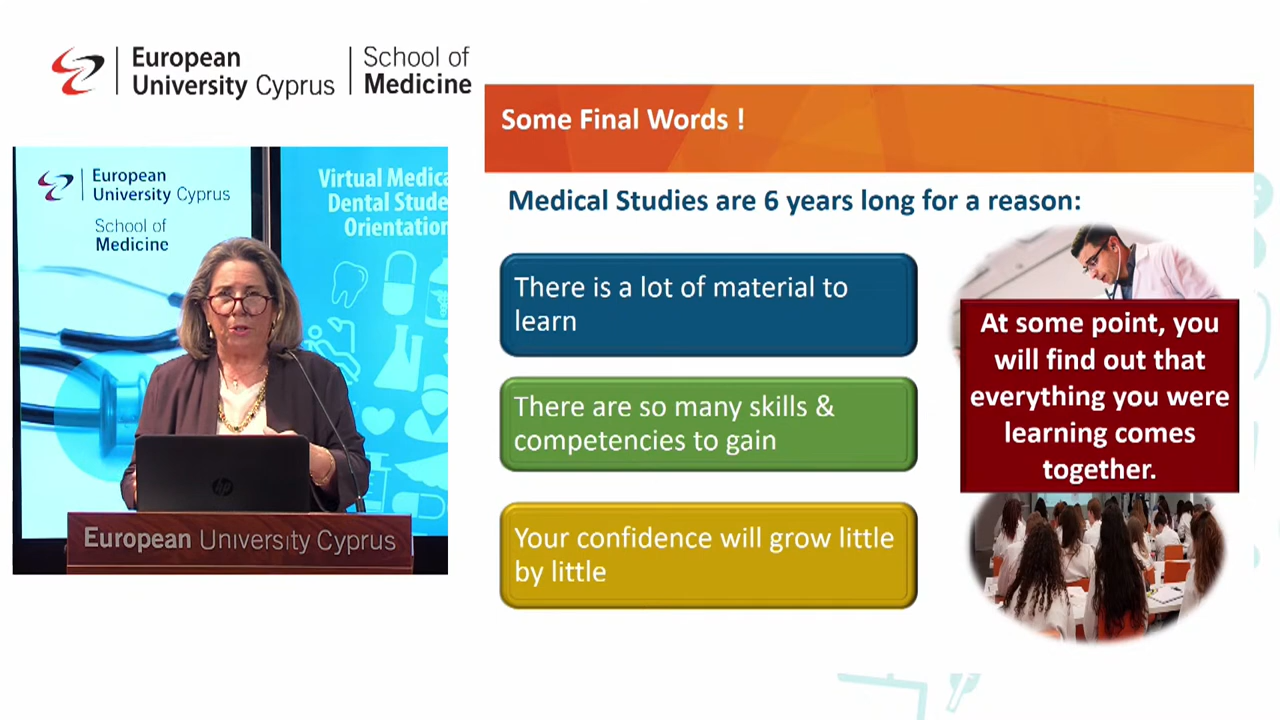 European
University Cyprus
School of
Medicine
European
University Cyprus
School of
Medicine
Virtual Medica
Dental Stude
Orientation
hp
European University Cyprus
Some Final Words !
Medical Studies are 6 years long for a reason:
There is a lot of material to
learn
There are so many skills &
competencies to gain
Your confidence will grow little
by little
At some point, you
will find out that
everything you were
learning comes
together.